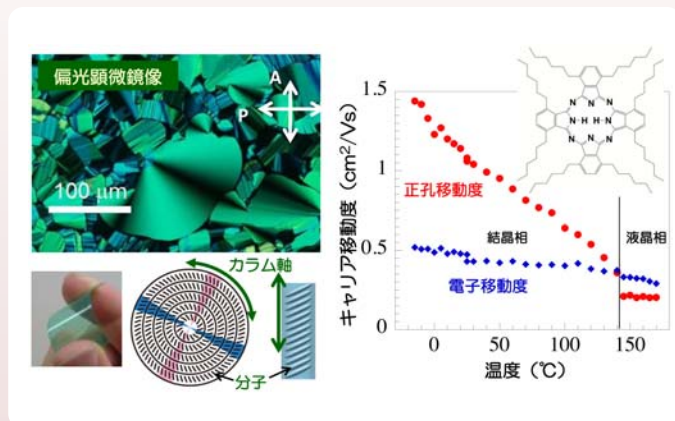 偏光顕微鏡像
A
P
100 μm
カラム軸
分子
キャリア移動度（cm²/Vs）
1.5
1
0.5
0
正孔移動度
電子移動度
結晶相
液晶相
0
50
100
150
温度（℃）
N
N
N
N
N-H
H-N
N
N